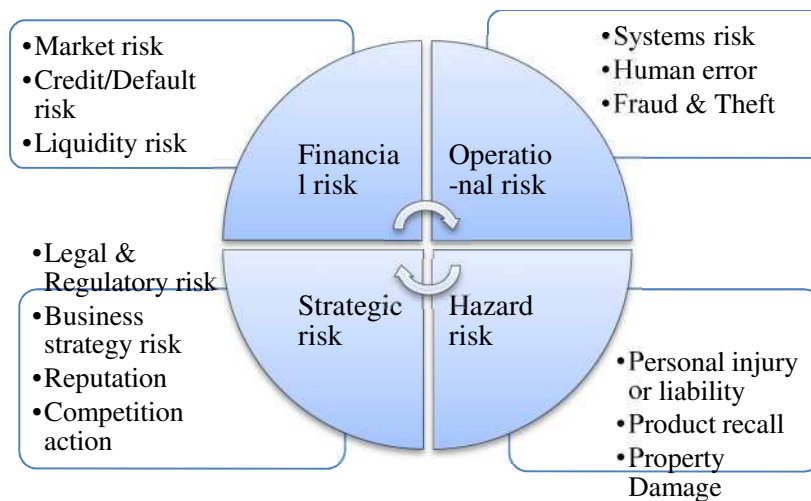 •Market risk
•Credit/Default
risk
•Liquidity risk
•Systems risk
•Human error
•Fraud & Theft
Financia
l risk
Operatio
-nal risk
•Legal &
Regulatory risk
•Business
strategy risk
•Reputation
•Competition
action
Strategic
risk
Hazard
risk
•Personal injury
or liability
•Product recall
•Property
Damage